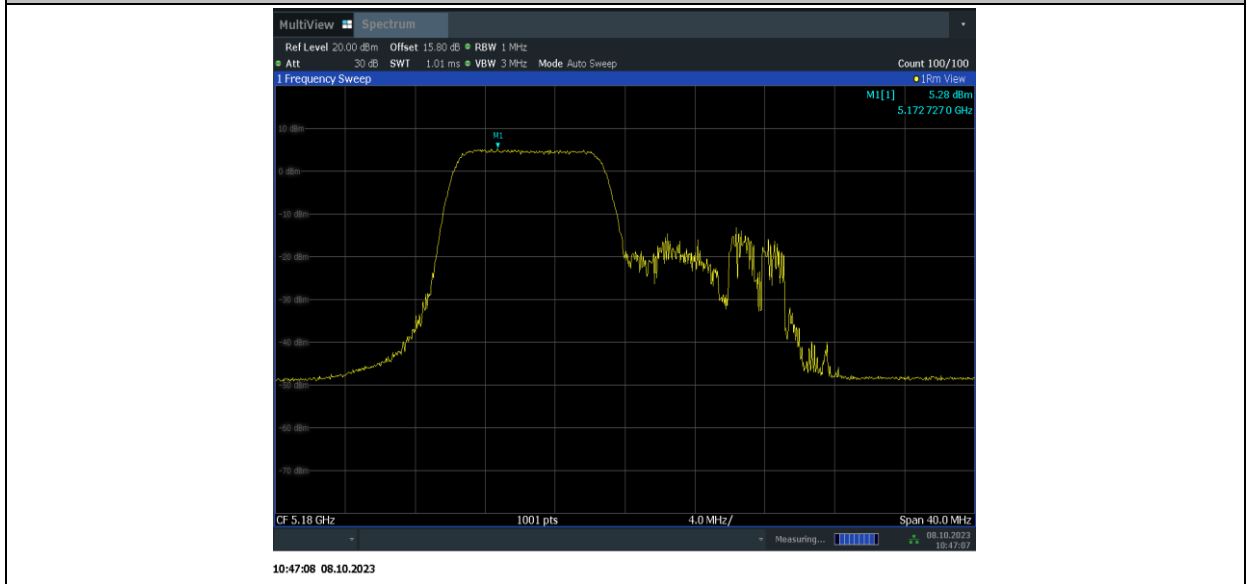 MultiView Spectrum
Ref Level 20.00 dBm Offset 15.80 dB RBW 1 MHz
Att 30 dB SWT 1.01 ms VBW 3 MHz Mode Auto Sweep Count 100/100
1 Frequency Sweep 1Rm View
M1[1] 5.28 dBm
5.172 727 0 GHz
10 dBm
M1
0 dBm
-10 dBm
-20 dBm
-30 dBm
-40 dBm
-50 dBm
-60 dBm
-70 dBm
CF 5.18 GHz 1001 pts 4.0 MHz/ Span 40.0 MHz
Measuring... 08.10.2023
10:47:07
10:47:08 08.10.2023